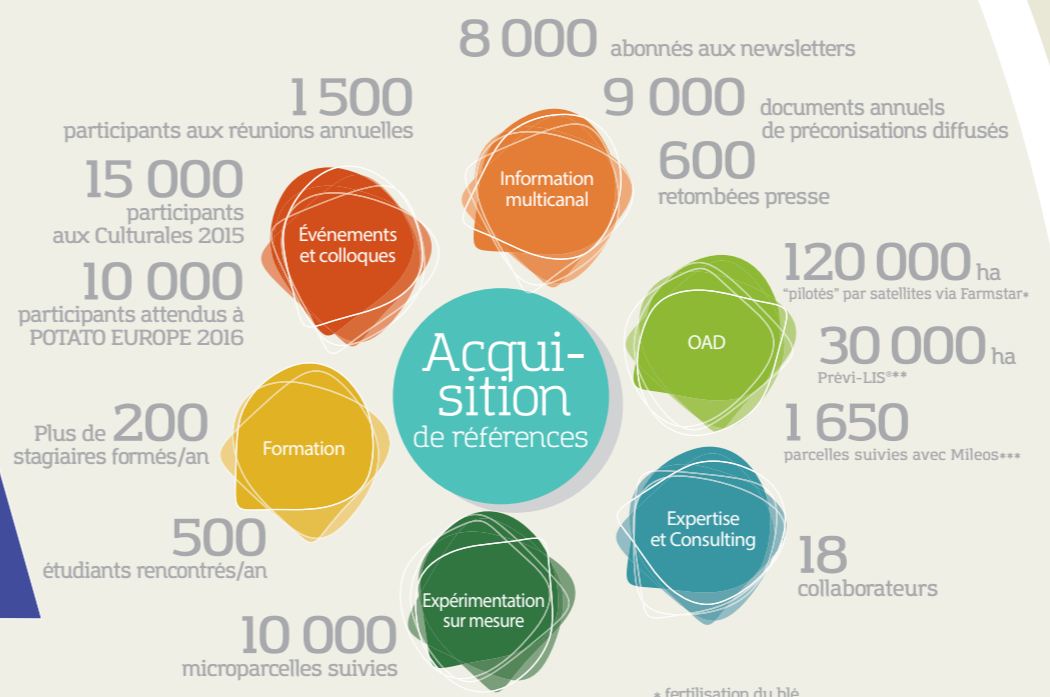 8 000 abonnés aux newsletters
1 500
participants aux réunions annuelles
9 000 documents annuels
de préconisations diffusés
15 000
participants
aux Culturales 2015
600
retombées presse
Information
multicanal
Événements
et colloques
10 000
participants attendus à
POTATO EUROPE 2016
120 000 ha
"pilotés" par satellites via Farmstar*
OAD
30 000 ha
Prévi-LIS®**
Acqui-
sition
de références
Plus de 200
stagiaires formés/an
Formation
1 650
parcelles suivies avec Mileos***
500
étudiants rencontrés/an
Expertise
et Consulting
18
collaborateurs
Expérimentation
sur mesure
10 000
microparcelles suivies
* fertilisation du blé